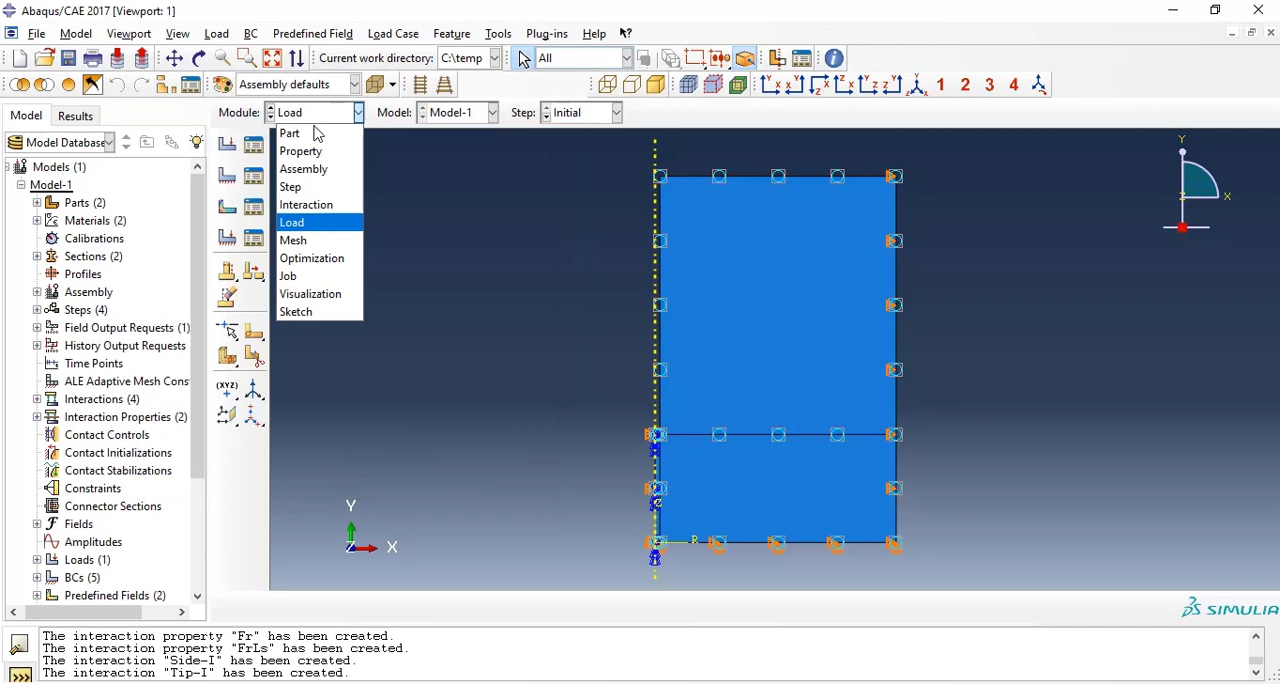 Abaqus/CAE 2017 [Viewport: 1]
File Model Viewport View Load BC Predefined Field Load Case Feature Tools Plug-ins Help
Current work directory: C:\temp All
Assembly defaults 1 2 3 4
Model Results Module: Load Model: Model-1 Step: Initial
Model Database
Models (1)
Model-1
Parts (2)
Materials (2)
Calibrations
Sections (2)
Profiles
Assembly
Steps (4)
Field Output Requests (1)
History Output Requests
Time Points
ALE Adaptive Mesh Cons
Interactions (4)
Interaction Properties (2)
Contact Controls
Contact Initializations
Contact Stabilizations
Constraints
Connector Sections
Fields
Amplitudes
Loads (1)
BCs (5)
Predefined Fields (2)
Part
Property
Assembly
Step
Interaction
Load
Mesh
Optimization
Job
Visualization
Sketch
(XYZ)
Y
Z X
R
Y
Z X
SIMULIA
The interaction property "Fr" has been created.
The interaction property "FrLs" has been created.
The interaction "Side-I" has been created.
The interaction "Tip-I" has been created.